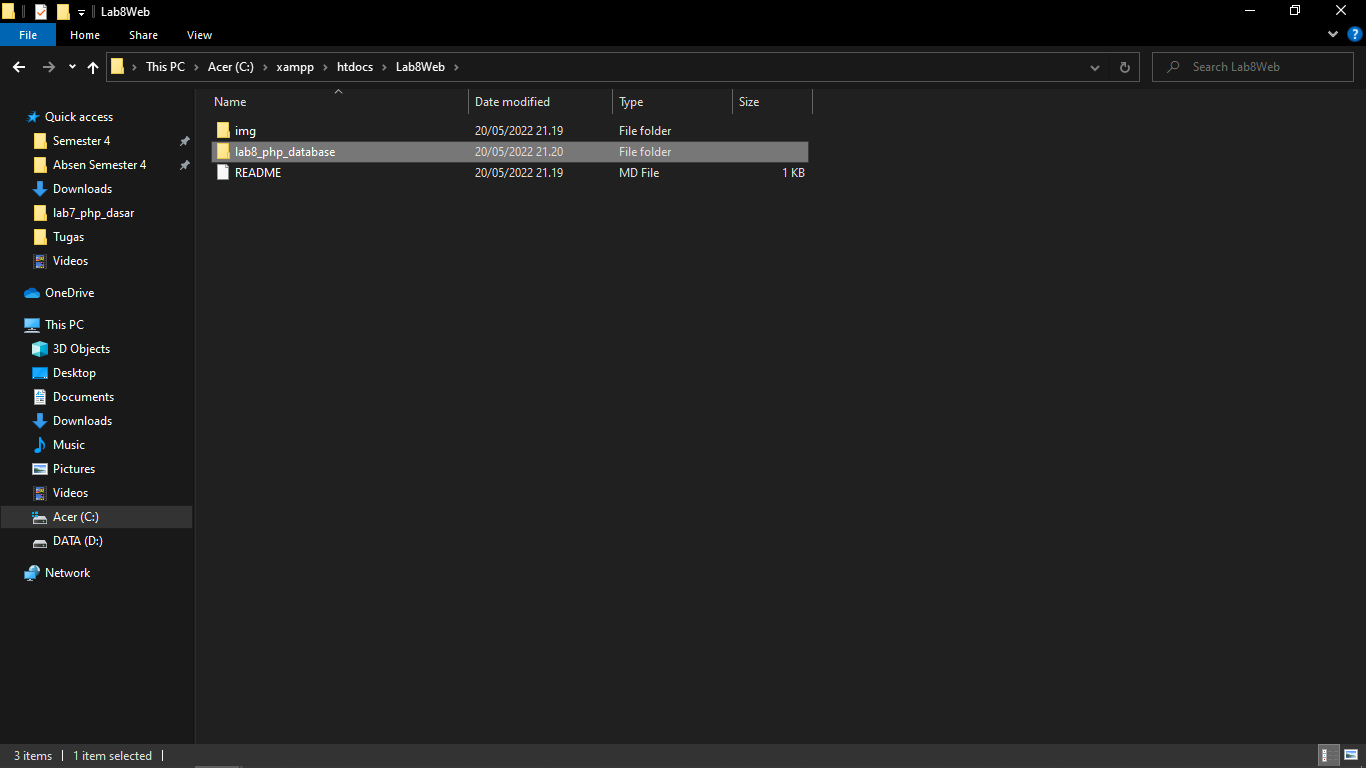 Lab8Web
File Home Share View
This PC Acer (C:) xampp htdocs Lab8Web Search Lab8Web
Name Date modified Type Size
img 20/05/2022 21.19 File folder
lab8_php_database 20/05/2022 21.20 File folder
README 20/05/2022 21.19 MD File 1 KB
Quick access
Semester 4
Absen Semester 4
Downloads
lab7_php_dasar
Tugas
Videos
OneDrive
This PC
3D Objects
Desktop
Documents
Downloads
Music
Pictures
Videos
Acer (C:)
DATA (D:)
Network
3 items 1 item selected